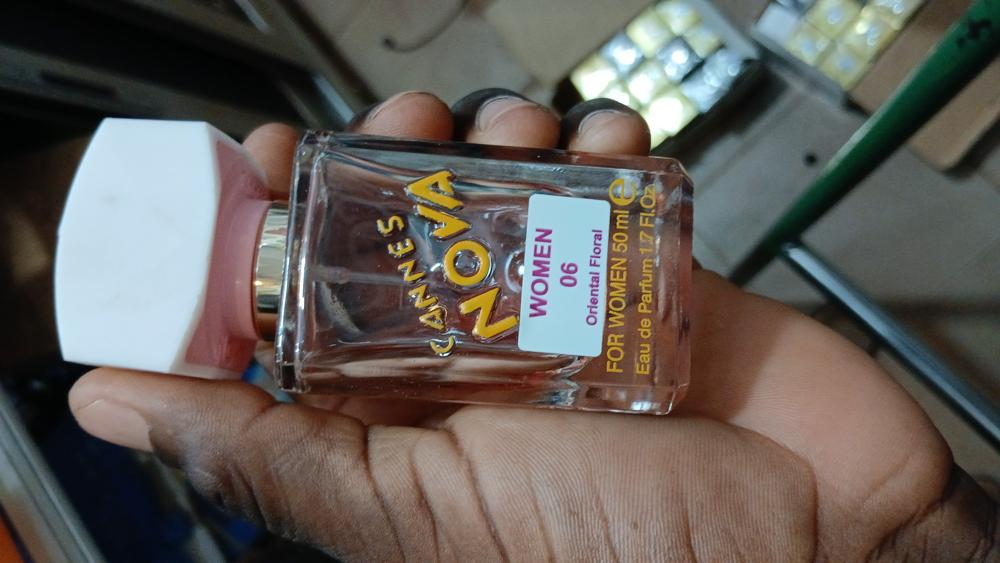 CANNES
NOVA
WOMEN
06
Oriental Floral
FOR WOMEN 50 ml e
Eau de Parfum 1.7 Fl.Oz